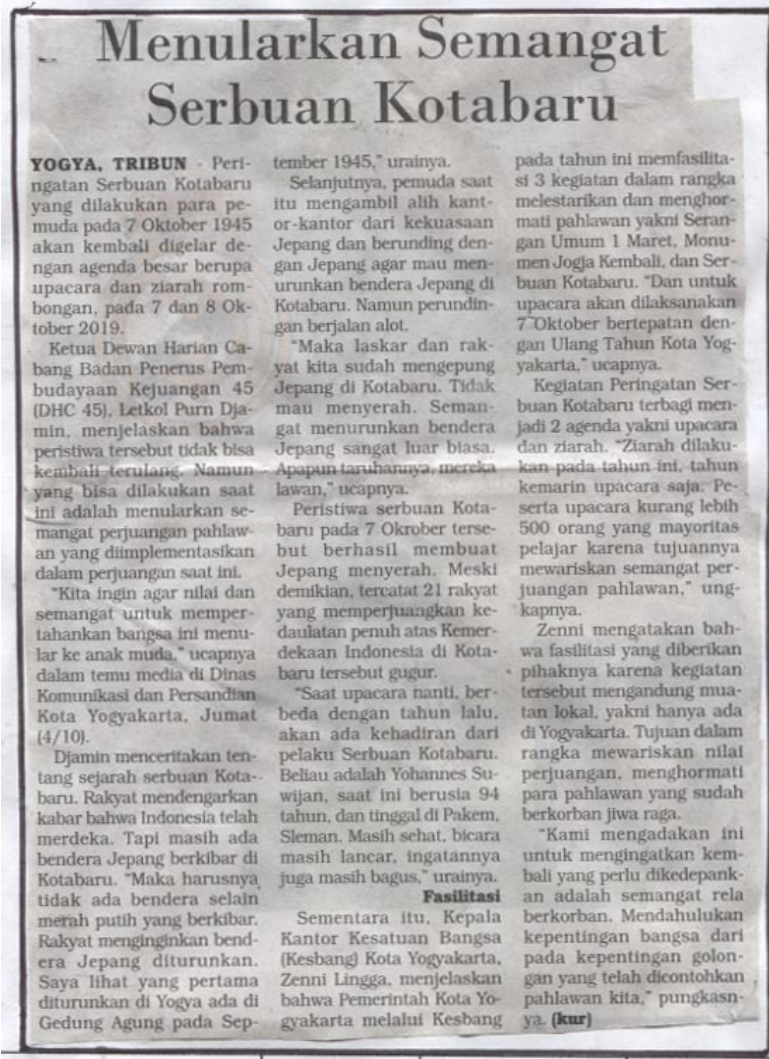 Menularkan Semangat
Serbuan Kotabaru
YOGYA, TRIBUN - Peri-
ngatan Serbuan Kotabaru
yang dilakukan para pe-
muda pada 7 Oktober 1945
akan kembali digelar de-
ngan agenda besar berupa
upacara dan ziarah rom-
bongan, pada 7 dan 8 Ok-
tober 2019.
Ketua Dewan Harian Ca-
bang Badan Penerus Pem-
budayaan Kejuangan 45
(DHC 45), Letkol Purn Dja-
min, menjelaskan bahwa
peristiwa tersebut tidak bisa
kembali terulang. Namun
yang bisa dilakukan saat
ini adalah menularkan se-
mangat perjuangan pahlaw-
an yang diimplementasikan
dalam perjuangan saat ini.
"Kita ingin agar nilai dan
semangat untuk memper-
tahankan bangsa ini menu-
lar ke anak muda," ucapnya
dalam temu media di Dinas
Komunikasi dan Persandian
Kota Yogyakarta, Jumat
(4/10).
Djamin menceritakan ten-
tang sejarah serbuan Kota-
baru. Rakyat mendengarkan
kabar bahwa Indonesia telah
merdeka. Tapi masih ada
bendera Jepang berkibar di
Kotabaru. "Maka harusnya
tidak ada bendera selain
merah putih yang berkibar.
Rakyat menginginkan bend-
era Jepang diturunkan.
Saya lihat yang pertama
diturunkan di Yogya ada di
Gedung Agung pada Sep-
tember 1945," urainya.
Selanjutnya, pemuda saat
itu mengambil alih kant-
or-kantor dari kekuasaan
Jepang dan berunding den-
gan Jepang agar mau men-
urunkan bendera Jepang di
Kotabaru. Namun perundin-
gan berjalan alot.
"Maka laskar dan rak-
yat kita sudah mengepung
Jepang di Kotabaru. Tidak
mau menyerah. Seman-
gat menurunkan bendera
Jepang sangat luar biasa.
Apapun taruhannya, mereka
lawan," ucapnya.
Peristiwa serbuan Kota-
baru pada 7 Okrober terse-
but berhasil membuat
Jepang menyerah. Meski
demikian, tercatat 21 rakyat
yang memperjuangkan ke-
daulatan penuh atas Kemer-
dekaan Indonesia di Kota-
baru tersebut gugur.
"Saat upacara nanti, ber-
beda dengan tahun lalu,
akan ada kehadiran dari
pelaku Serbuan Kotabaru.
Beliau adalah Yohannes Su-
wijan, saat ini berusia 94
tahun, dan tinggal di Pakem,
Sleman. Masih sehat, bicara
masih lancar, ingatannya
juga masih bagus," urainya.
Fasilitasi
Sementara itu, Kepala
Kantor Kesatuan Bangsa
(Kesbang) Kota Yogyakarta,
Zenni Lingga, menjelaskan
bahwa Pemerintah Kota Yo-
gyakarta melalui Kesbang
pada tahun ini memfasilita-
si 3 kegiatan dalam rangka
melestarikan dan menghor-
mati pahlawan yakni Seran-
gan Umum 1 Maret, Monu-
men Jogja Kembali, dan Ser-
buan Kotabaru. "Dan untuk
upacara akan dilaksanakan
7 Oktober bertepatan den-
gan Ulang Tahun Kota Yog-
yakarta," ucapnya.
Kegiatan Peringatan Ser-
buan Kotabaru terbagi men-
jadi 2 agenda yakni upacara
dan ziarah. "Ziarah dilaku-
kan pada tahun ini, tahun
kemarin upacara saja. Pe-
serta upacara kurang lebih
500 orang yang mayoritas
pelajar karena tujuannya
mewariskan semangat per-
juangan pahlawan," ung-
kapnya.
Zenni mengatakan bah-
wa fasilitasi yang diberikan
pihaknya karena kegiatan
tersebut mengandung mua-
tan lokal, yakni hanya ada
di Yogyakarta. Tujuan dalam
rangka mewariskan nilai
perjuangan, menghormati
para pahlawan yang sudah
berkorban jiwa raga.
"Kami mengadakan ini
untuk mengingatkan kem-
bali yang perlu dikedepank-
an adalah semangat rela
berkorban. Mendahulukan
kepentingan bangsa dari
pada kepentingan golon-
gan yang telah dicontohkan
pahlawan kita," pungkasn-
ya. (kur)